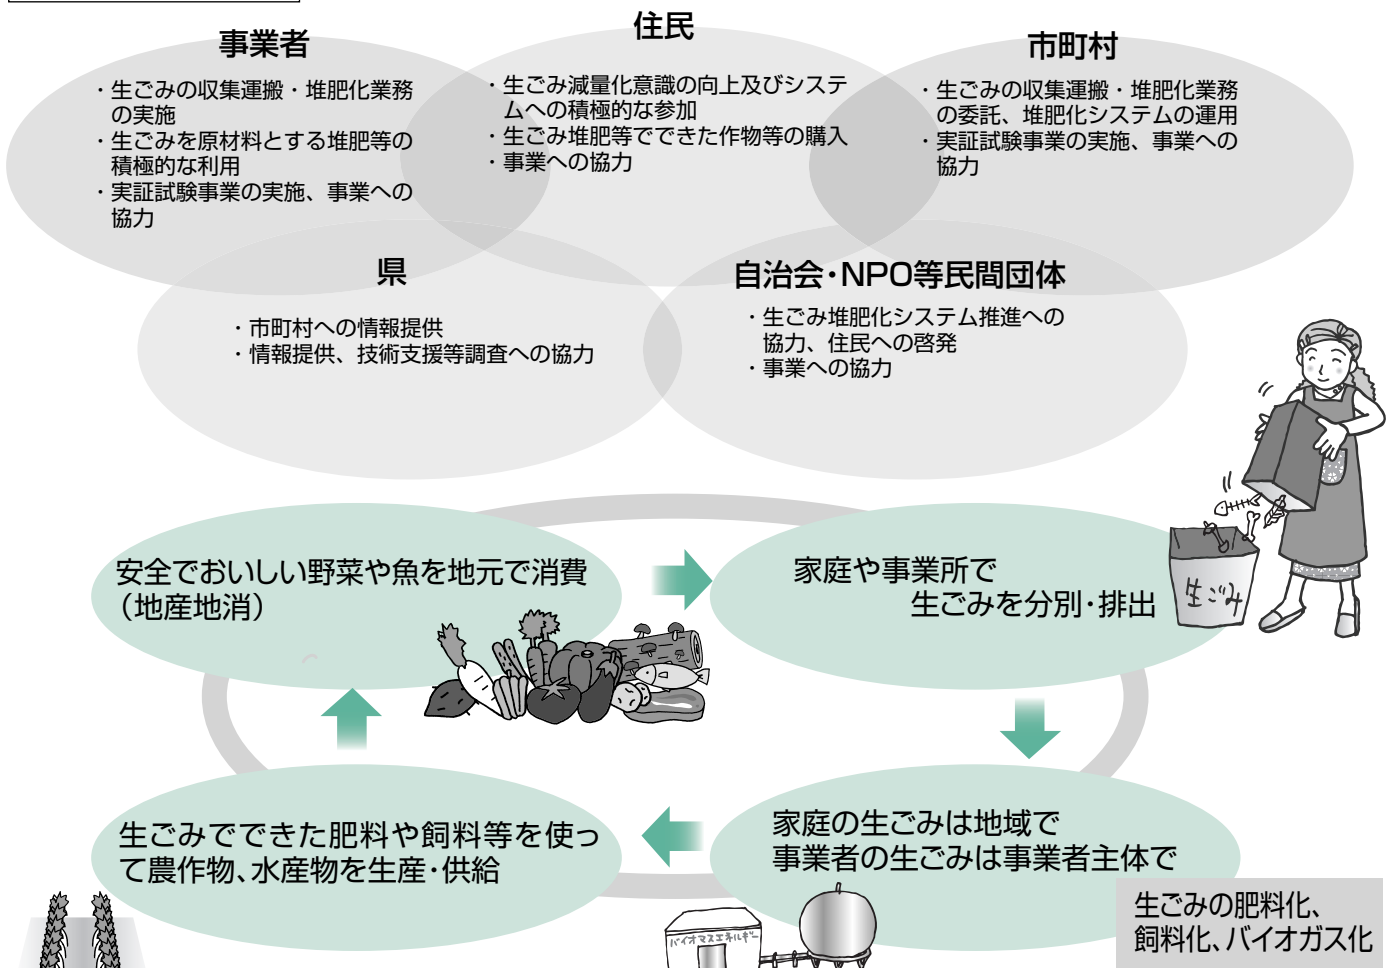 事業者
・生ごみの収集運搬・堆肥化業務
の実施
・生ごみを原材料とする堆肥等の
積極的な利用
・実証試験事業の実施、事業への
協力
住民
・生ごみ減量化意識の向上及びシステ
ムへの積極的な参加
・生ごみ堆肥等でできた作物等の購入
・事業への協力
市町村
・生ごみの収集運搬・堆肥化業務
の委託、堆肥化システムの運用
・実証試験事業の実施、事業への
協力
県
・市町村への情報提供
・情報提供、技術支援等調査への協力
自治会・NPO等民間団体
・生ごみ堆肥化システム推進への
協力、住民への啓発
・事業への協力
安全でおいしい野菜や魚を地元で消費
（地産地消）
家庭や事業所で
生ごみを分別・排出
生ごみ
生ごみでできた肥料や飼料等を使っ
て農作物、水産物を生産・供給
家庭の生ごみは地域で
事業者の生ごみは事業者主体で
バイオマスエネルギー
生ごみの肥料化、
飼料化、バイオガス化